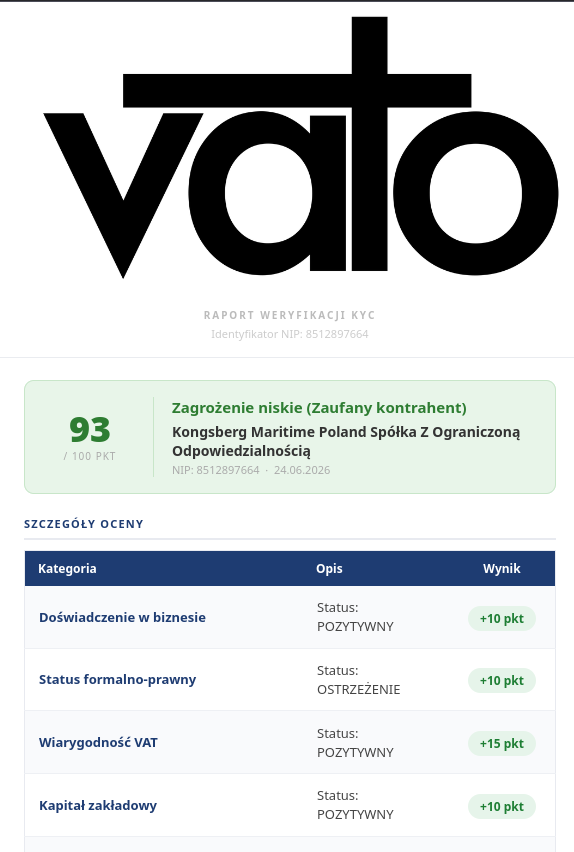 vato
RAPORT WERYFIKACJI KYC
Identyfikator NIP: 8512897664
93
/ 100 PKT
Zagrożenie niskie (Zaufany kontrahent)
Kongsberg Maritime Poland Spółka Z Ograniczoną
Odpowiedzialnością
NIP: 8512897664 · 24.06.2026
SZCZEGÓŁY OCENY
Kategoria Opis Wynik
Doświadczenie w biznesie Status: POZYTYWNY +10 pkt
Status formalno-prawny Status: OSTRZEŻENIE +10 pkt
Wiarygodność VAT Status: POZYTYWNY +15 pkt
Kapitał zakładowy Status: POZYTYWNY +10 pkt